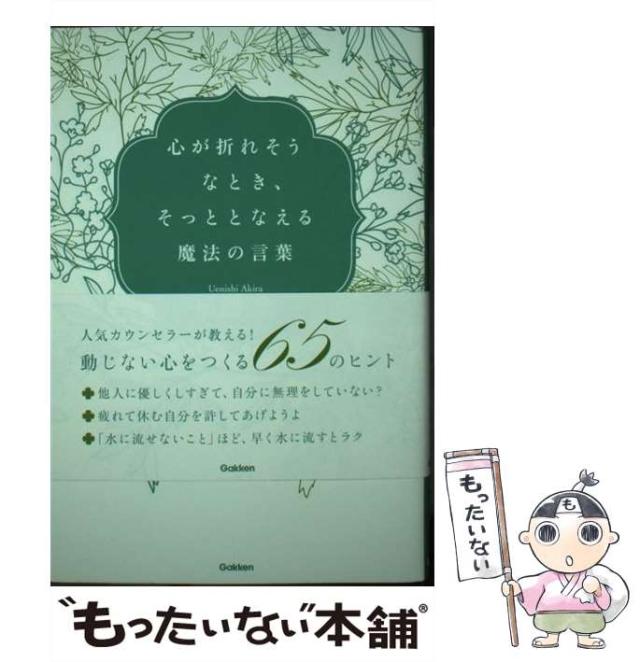 心が折れそう
なとき、
そっととなえる
魔法の言葉
Uenishi Akira
人気カウンセラーが教える!
動じない心をつくる65のヒント
✤他人に優しくしすぎて、自分に無理をしていない?
✤疲れて休む自分を許してあげようよ
✤「水に流せないこと」ほど、早く水に流すとラク
Gakken
Gakken
“もったいない”本舗®
もったいない
も